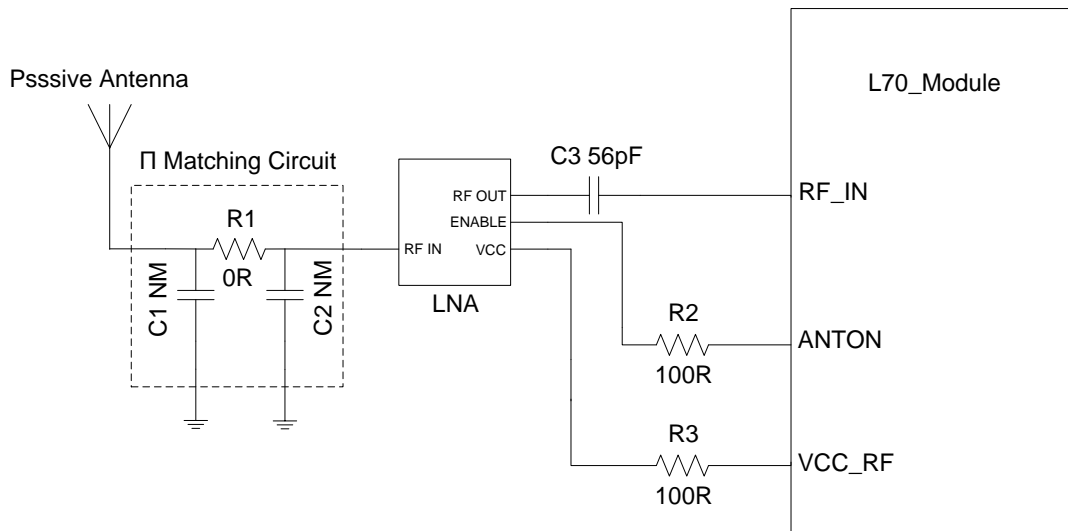 Psssive Antenna
L70_Module
Π Matching Circuit
C3 56pF
RF OUT
RF_IN
R1
ENABLE
RF IN
VCC
0R
C1 NM
C2 NM
LNA
R2
ANTON
100R
R3
VCC_RF
100R